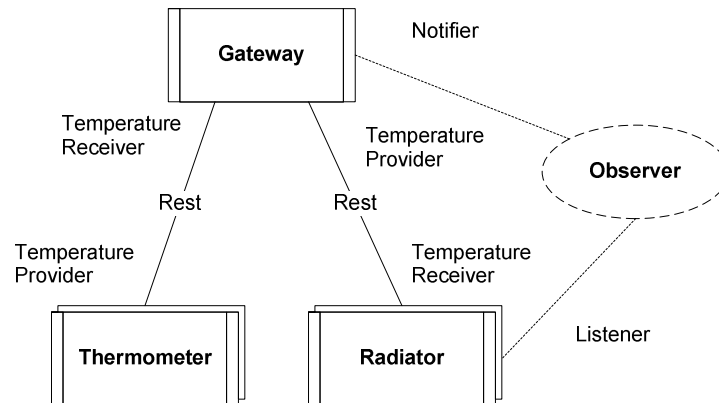 Notifier
Gateway
Temperature
Receiver
Temperature
Provider
Observer
Rest
Rest
Temperature
Provider
Temperature
Receiver
Listener
Thermometer
Radiator